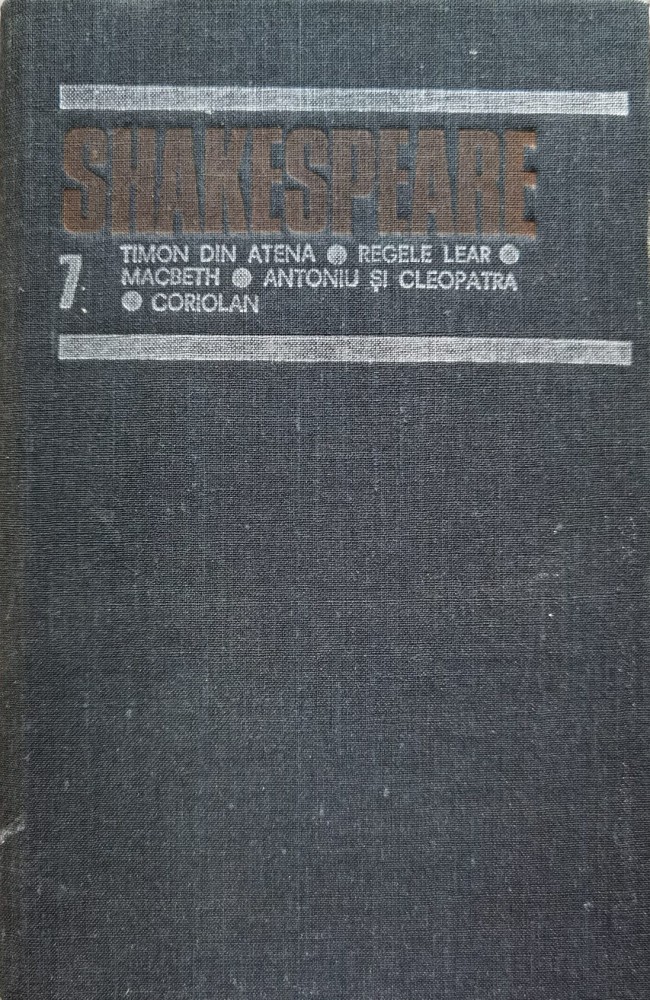 SHAKESPEARE
7. TIMON DIN ATENA ● REGELE LEAR ●
MACBETH ● ANTONIU ȘI CLEOPATRA
● CORIOLAN